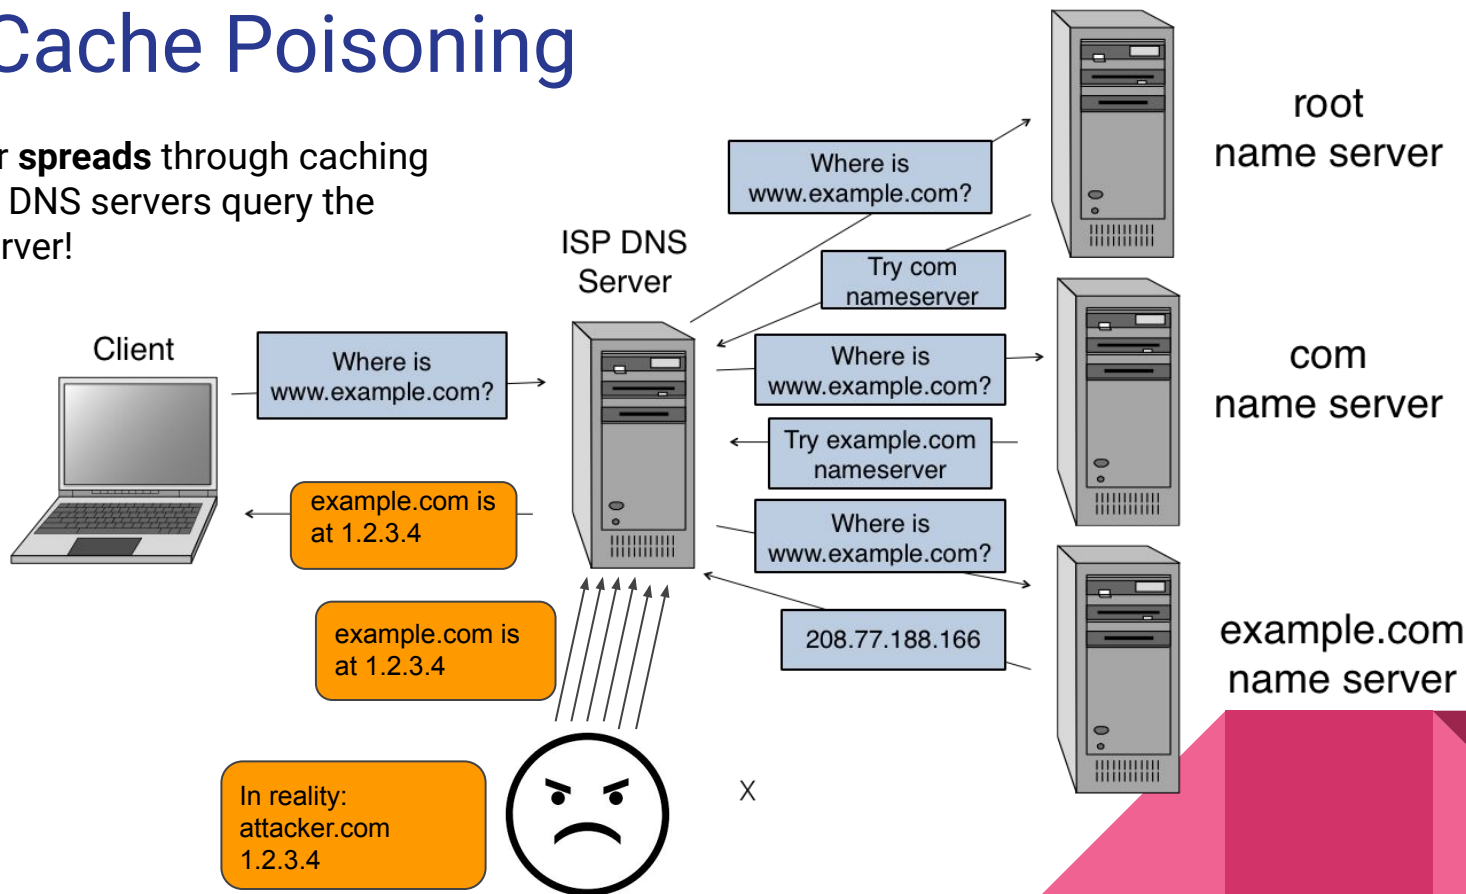 Cache Poisoning
spreads through caching
DNS servers query the
root
name server
Where is
www.example.com?
ISP DNS
Server
Try com
nameserver
Client
Where is
www.example.com?
Where is
www.example.com?
com
name server
Try example.com
nameserver
example.com is
at 1.2.3.4
Where is
www.example.com?
example.com is
at 1.2.3.4
208.77.188.166
example.com
name server
In reality:
attacker.com
1.2.3.4
X